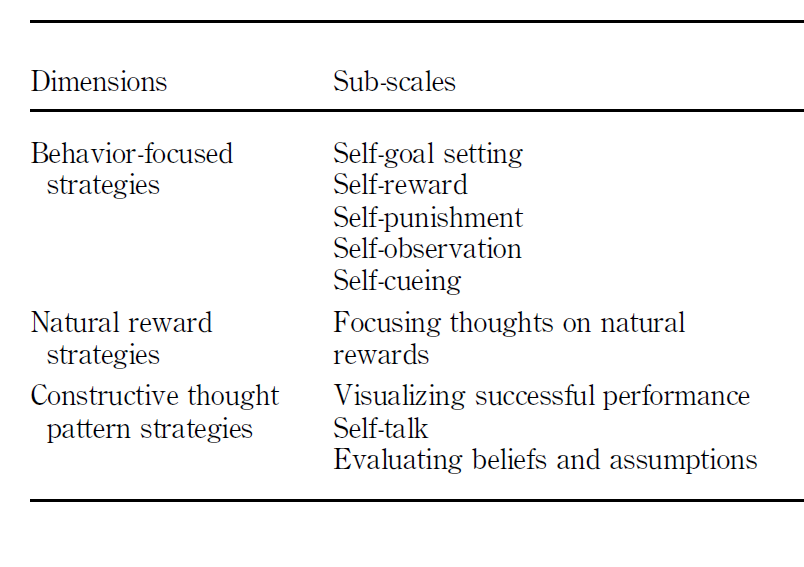 Dimensions Sub-scales
Behavior-focused Self-goal setting
strategies Self-reward
Self-punishment
Self-observation
Self-cueing
Natural reward Focusing thoughts on natural
strategies rewards
Constructive thought Visualizing successful performance
pattern strategies Self-talk
Evaluating beliefs and assumptions